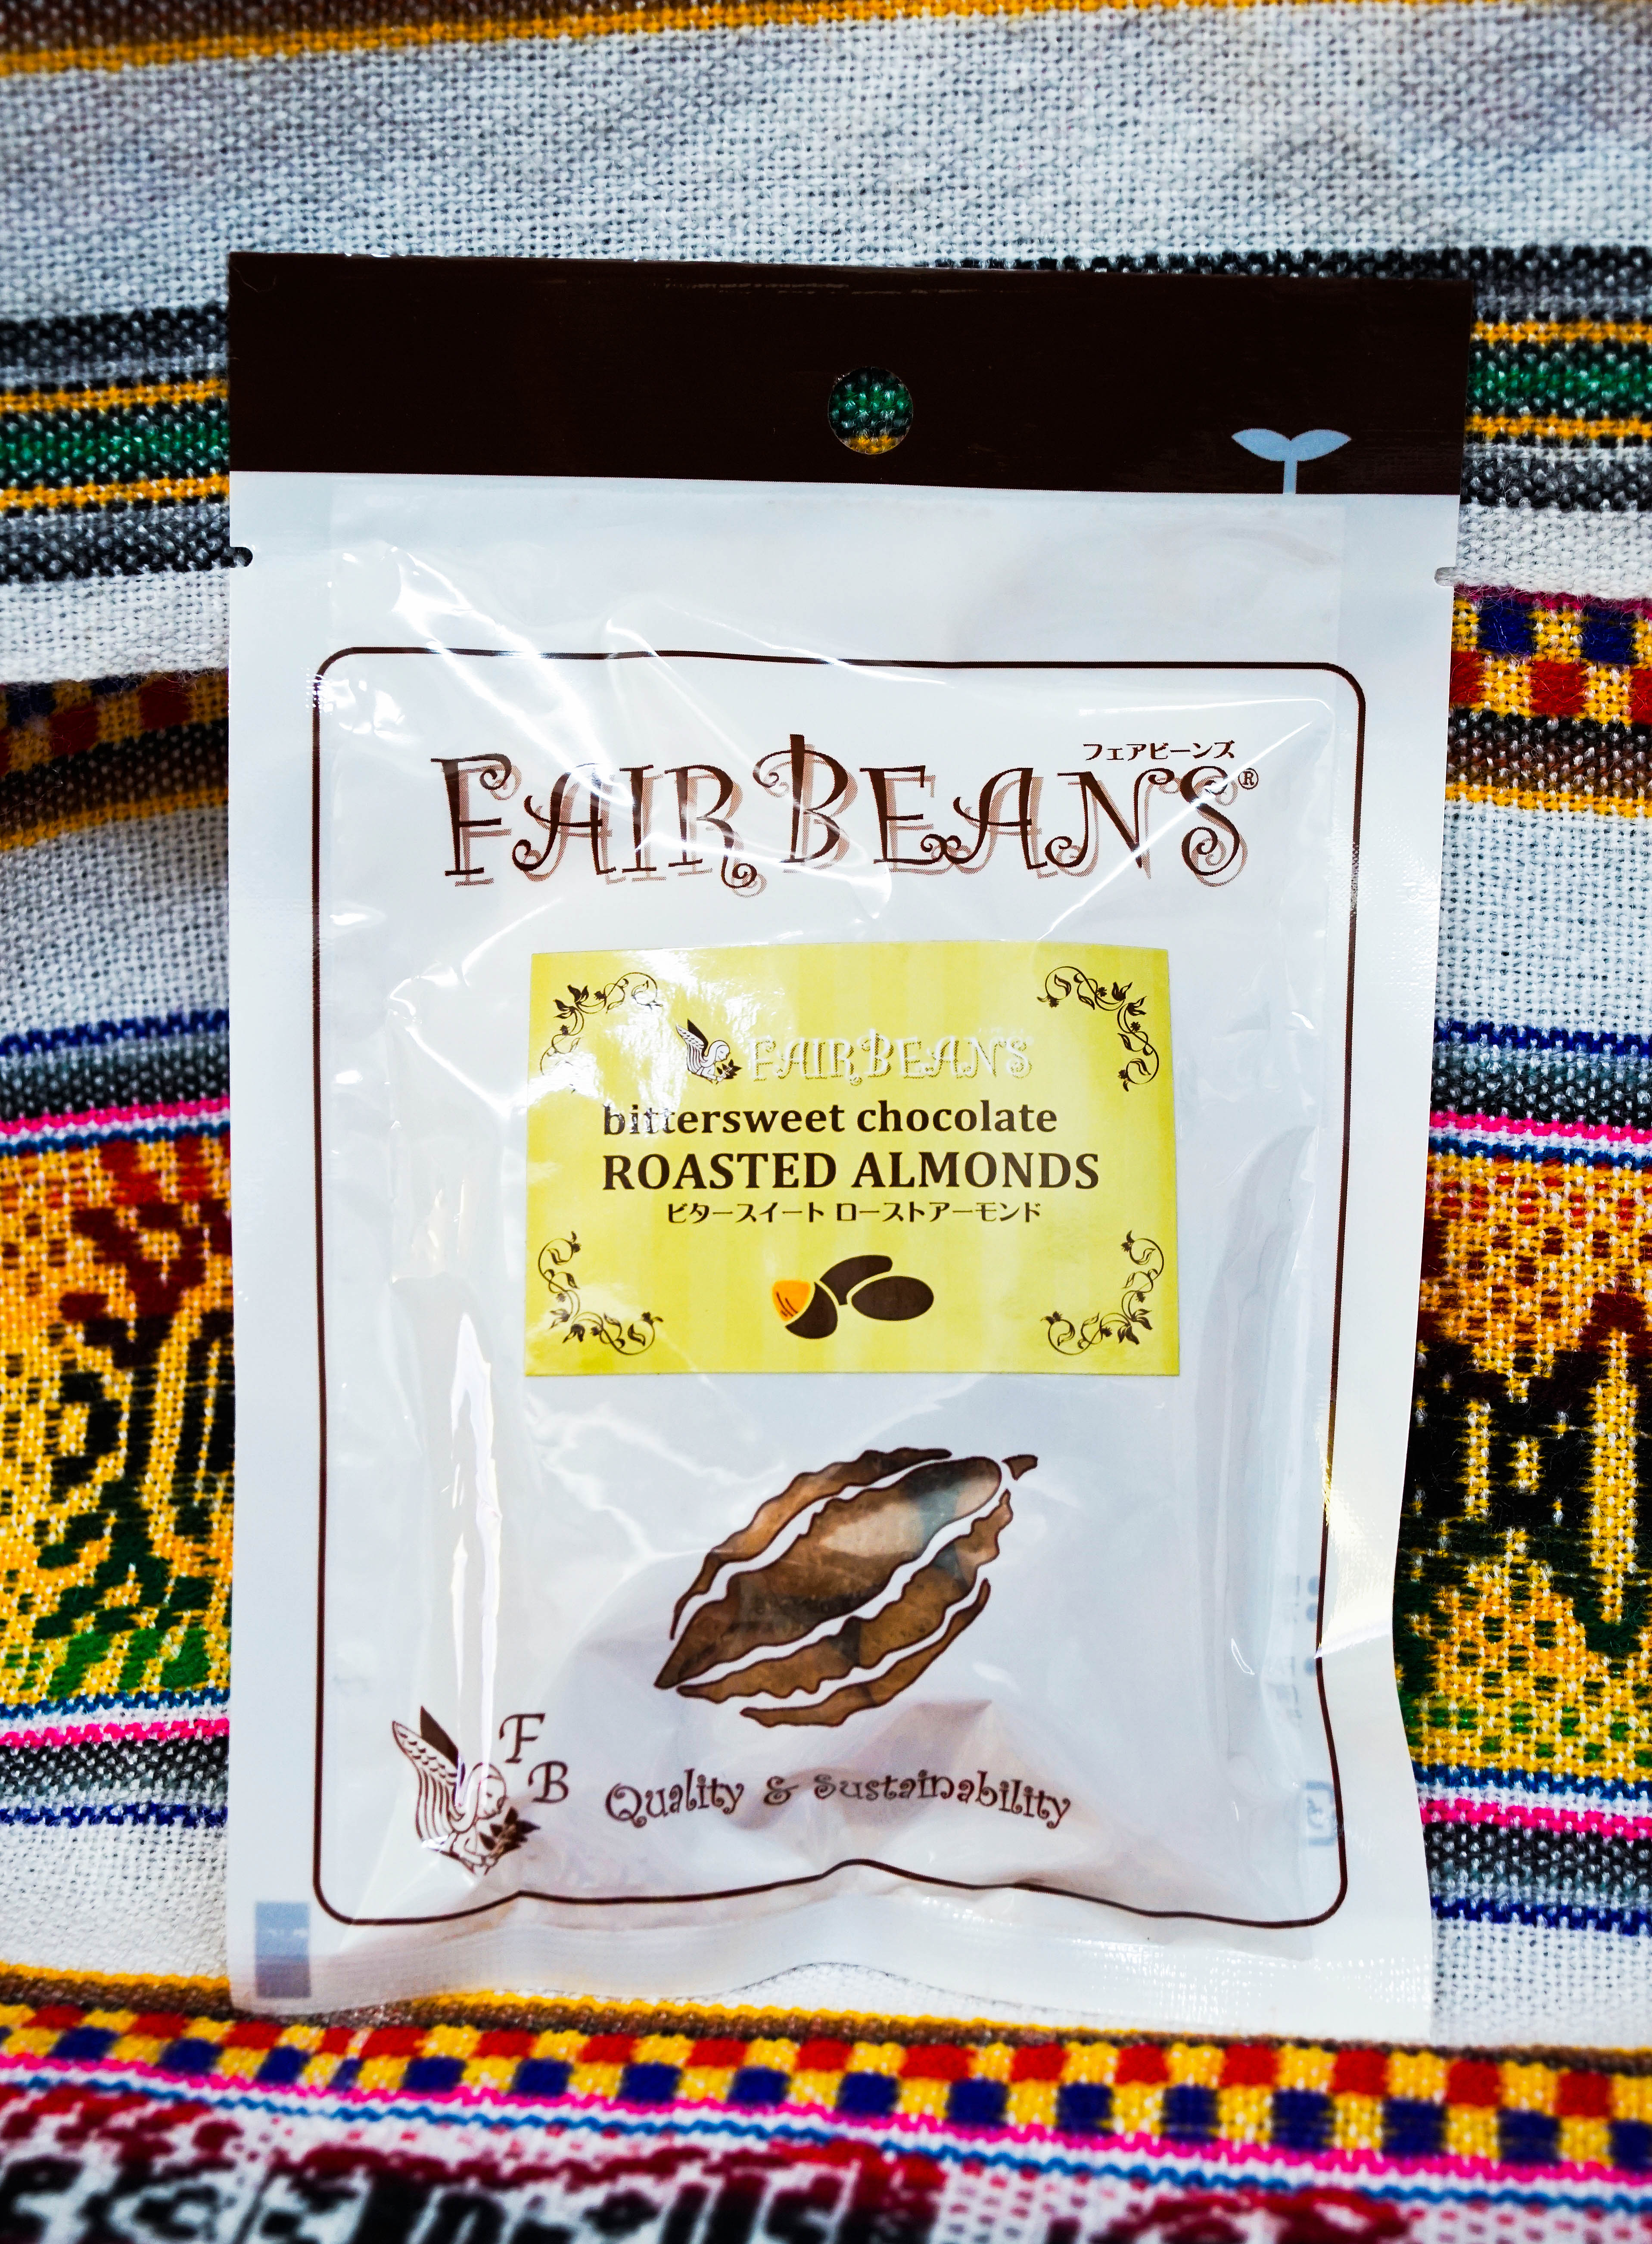 フェアビーンズ
FAIRBEANS®
FAIRBEANS
bittersweet chocolate
ROASTED ALMONDS
ビタースイート ローストアーモンド
F
B
Quality & Sustainability